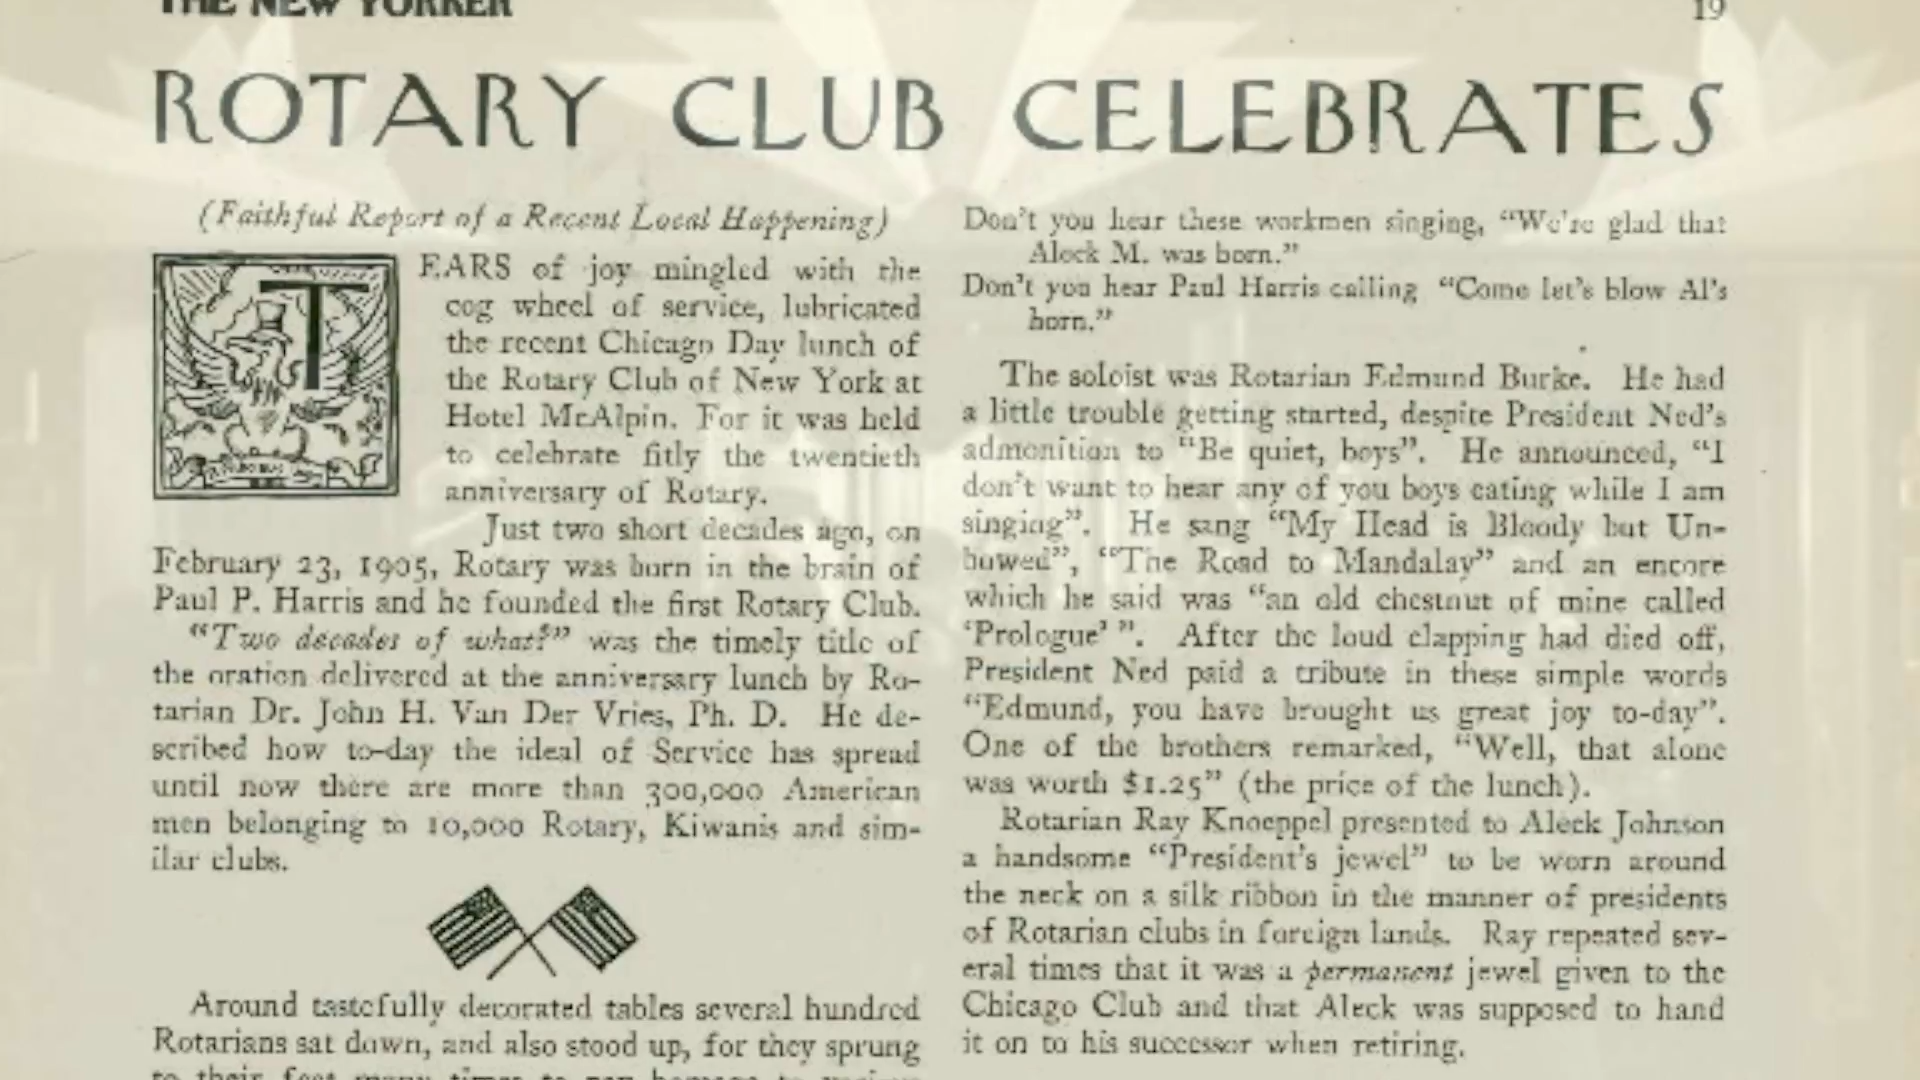 THE NEW YORKER
19
ROTARY CLUB CELEBRATES
(Faithful Report of a Recent Local Happening)
TEARS of joy mingled with the
cog wheel of service, lubricated
the recent Chicago Day lunch of
the Rotary Club of New York at
Hotel McAlpin. For it was held
to celebrate fitly the twentieth
anniversary of Rotary.
Just two short decades ago, on
February 23, 1905, Rotary was born in the brain of
Paul P. Harris and he founded the first Rotary Club.
"Two decades of what?" was the timely title of
the oration delivered at the anniversary lunch by Ro-
tarian Dr. John H. Van Der Vries, Ph. D. He de-
scribed how to-day the ideal of Service has spread
until now there are more than 300,000 American
men belonging to 10,000 Rotary, Kiwanis and sim-
ilar clubs.
Around tastefully decorated tables several hundred
Rotarians sat down, and also stood up, for they sprung
to their feet many times to pay homage to various
Don't you hear these workmen singing, "We're glad that
Aleck M. was born."
Don't you hear Paul Harris calling "Come let's blow Al's
horn."
The soloist was Rotarian Edmund Burke. He had
a little trouble getting started, despite President Ned's
admonition to "Be quiet, boys". He announced, "I
don't want to hear any of you boys eating while I am
singing". He sang "My Head is Bloody but Un-
bowed", "The Road to Mandalay" and an encore
which he said was "an old chestnut of mine called
'Prologue' ". After the loud clapping had died off,
President Ned paid a tribute in these simple words
"Edmund, you have brought us great joy to-day".
One of the brothers remarked, "Well, that alone
was worth $1.25" (the price of the lunch).
Rotarian Ray Knoeppel presented to Aleck Johnson
a handsome "President's jewel" to be worn around
the neck on a silk ribbon in the manner of presidents
of Rotarian clubs in foreign lands. Ray repeated sev-
eral times that it was a permanent jewel given to the
Chicago Club and that Aleck was supposed to hand
it on to his successor when retiring.